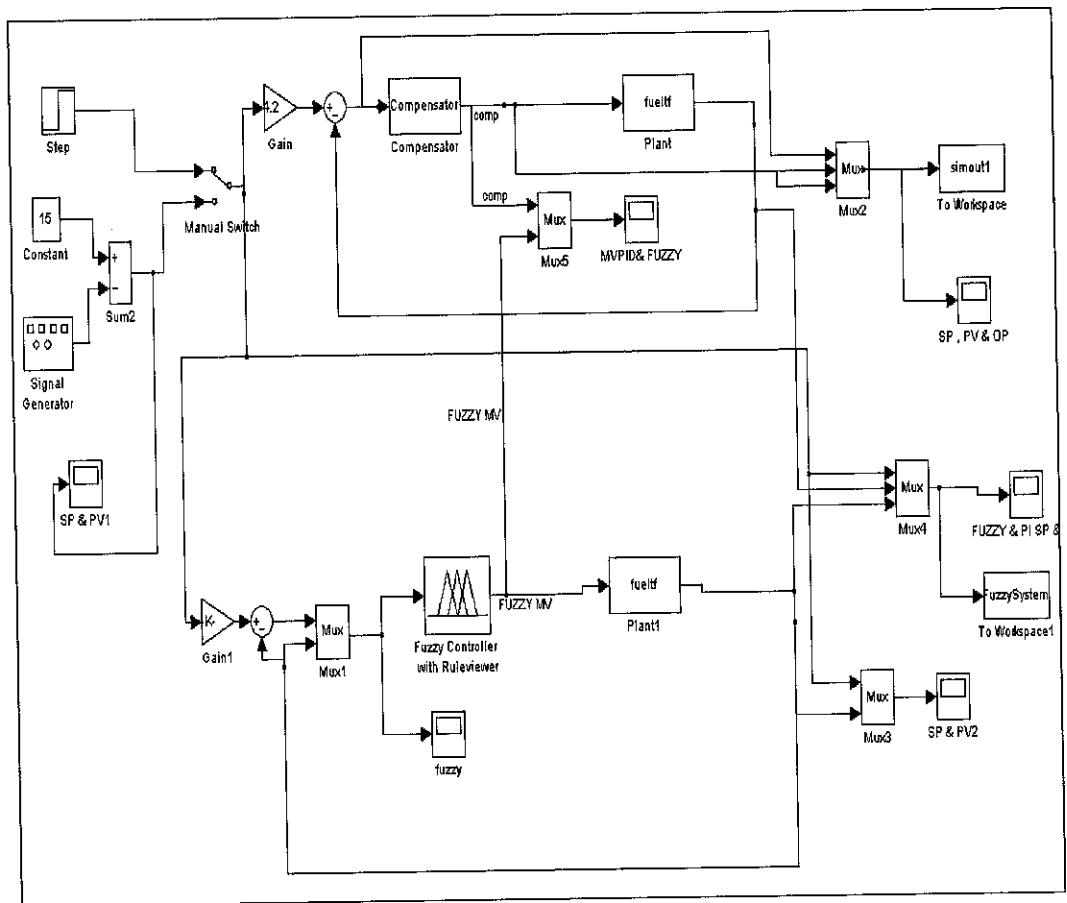 Step
4.2
Gain
+
−
Compensator
comp
Compensator
fueltf
Plant
Mux
Mux2
simout1
To Workspace
Manual Switch
15
Constant
+
−
Sum2
comp
Mux
Mux5
MVPID& FUZZY
SP , PV & OP
Signal
Generator
FUZZY MV
SP & PV1
Mux
Mux4
FUZZY & PI SP &
K-
Gain1
+
−
Mux
Mux1
Fuzzy Controller
with Ruleviewer
FUZZY MV
fueltf
Plant1
FuzzySystem
To Workspace1
fuzzy
Mux
Mux3
SP & PV2